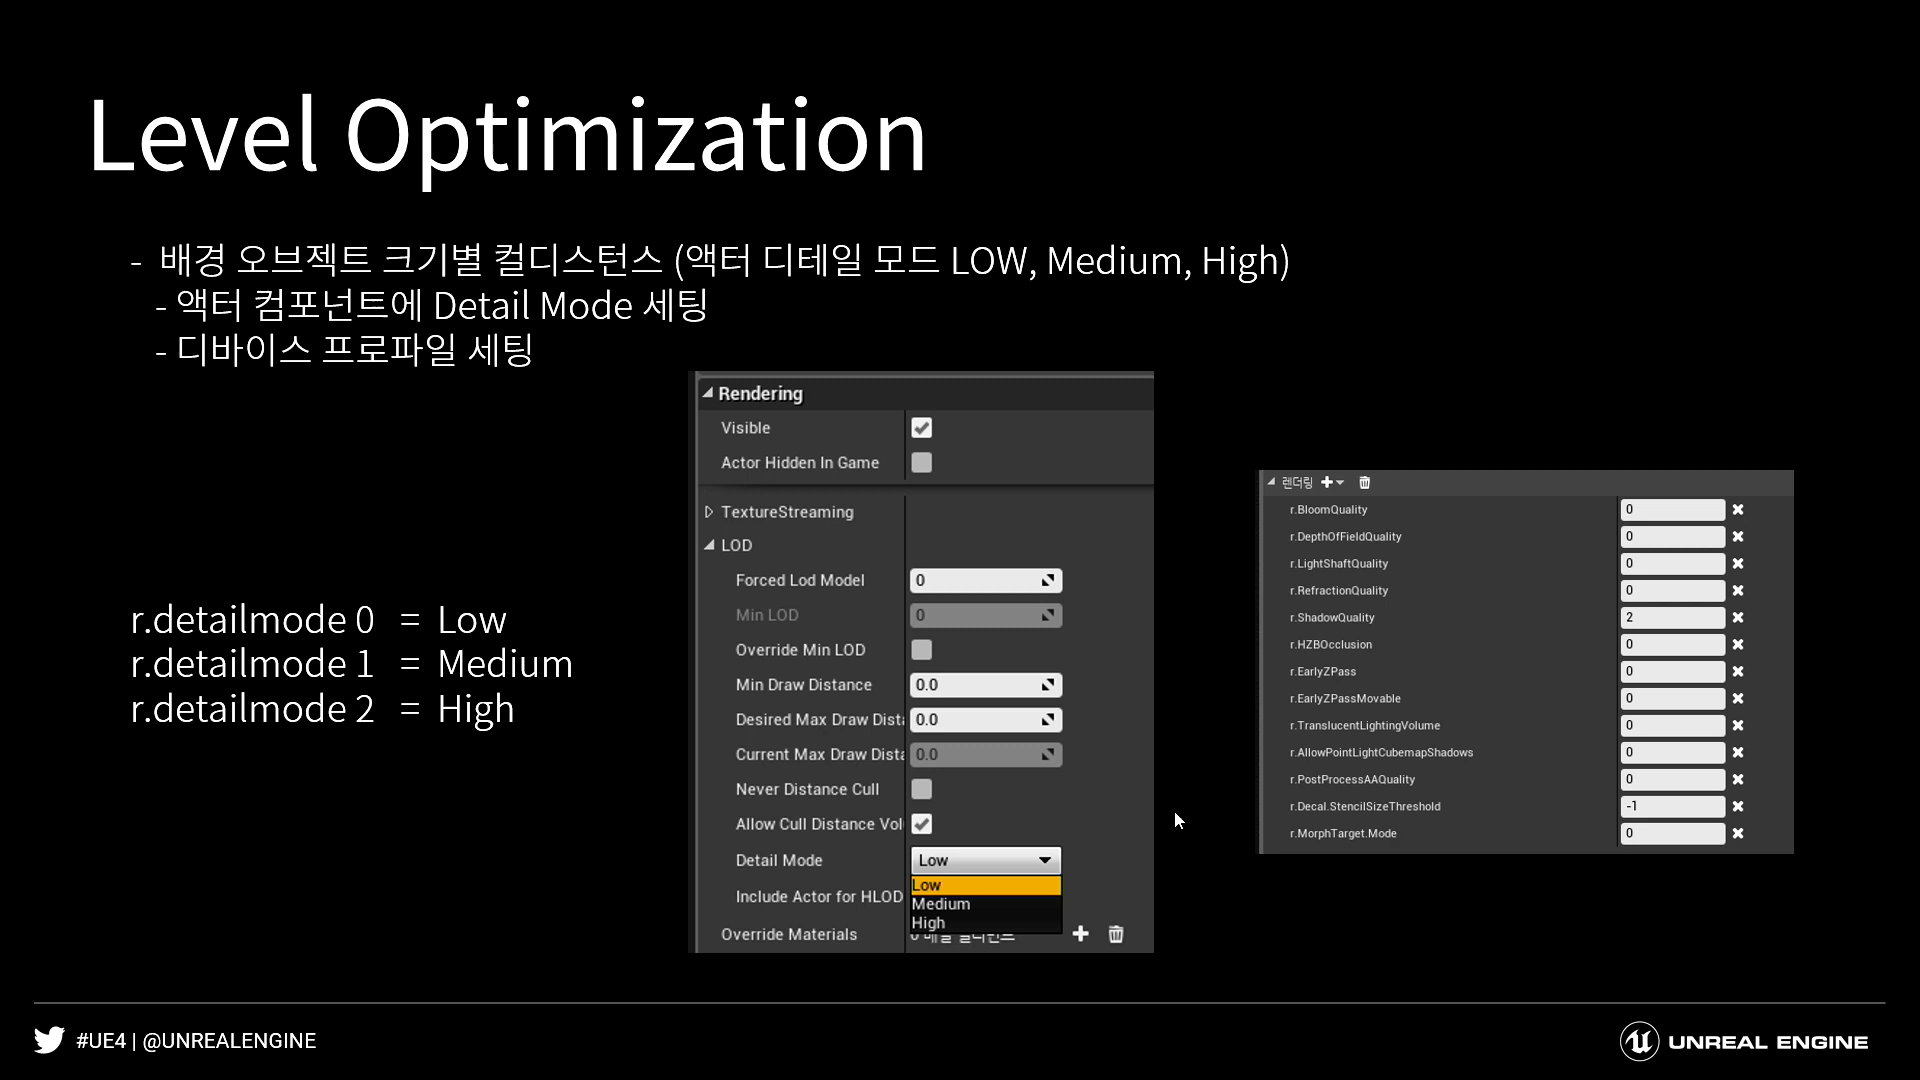 Level Optimization
- 배경 오브젝트 크기별 컬디스턴스 (액터 디테일 모드 LOW, Medium, High)
- 액터 컴포넌트에 Detail Mode 세팅
- 디바이스 프로파일 세팅
r.detailmode 0 = Low
r.detailmode 1 = Medium
r.detailmode 2 = High
Rendering
Visible
Actor Hidden In Game
TextureStreaming
LOD
Forced Lod Model 0
Min LOD 0
Override Min LOD
Min Draw Distance 0.0
Desired Max Draw Dista 0.0
Current Max Draw Dista 0.0
Never Distance Cull
Allow Cull Distance Vol
Detail Mode Low
Low
Medium
High
Include Actor for HLOD
Override Materials
렌더링
r.BloomQuality 0
r.DepthOfFieldQuality 0
r.LightShaftQuality 0
r.RefractionQuality 0
r.ShadowQuality 2
r.HZBOcclusion 0
r.EarlyZPass 0
r.EarlyZPassMovable 0
r.TranslucentLightingVolume 0
r.AllowPointLightCubemapShadows 0
r.PostProcessAAQuality 0
r.Decal.StencilSizeThreshold -1
r.MorphTarget.Mode 0
#UE4 | @UNREALENGINE
UNREAL ENGINE